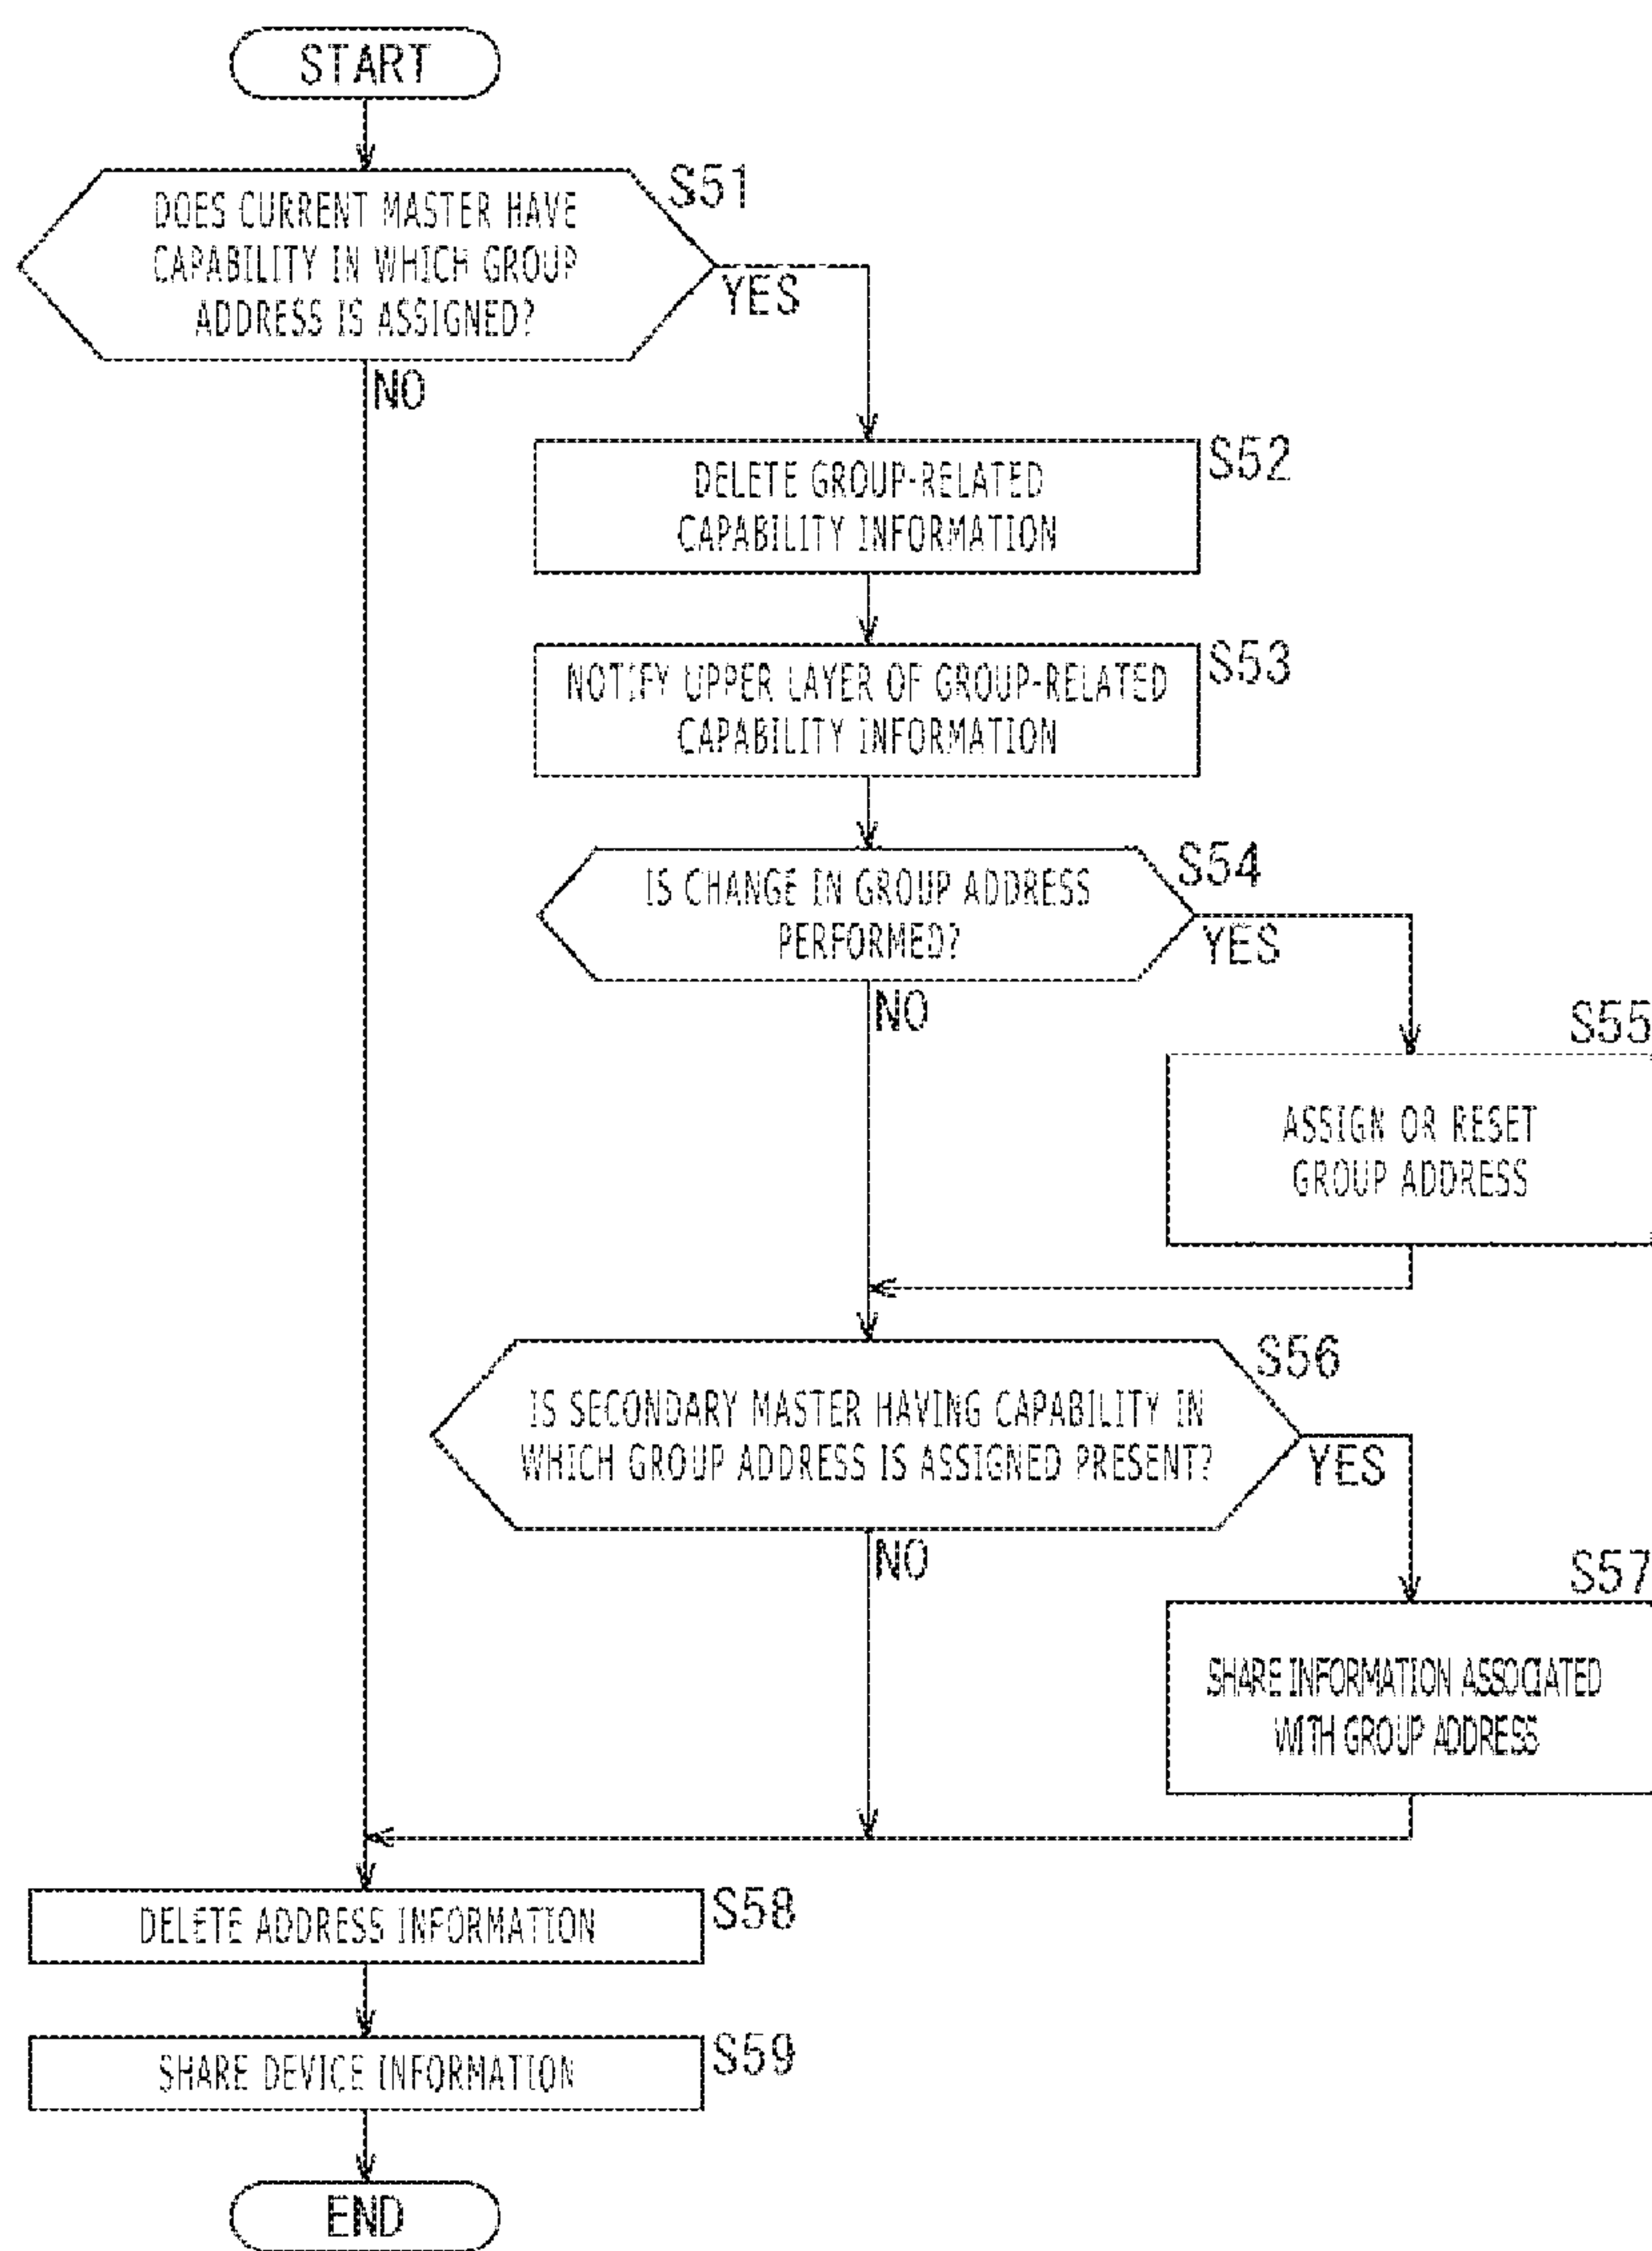 START
S51
DOES CURRENT MASTER HAVE
CAPABILITY IN WHICH GROUP
ADDRESS IS ASSIGNED?
YES
NO
S52
DELETE GROUP-RELATED
CAPABILITY INFORMATION
S53
NOTIFY UPPER LAYER OF GROUP-RELATED
CAPABILITY INFORMATION
S54
IS CHANGE IN GROUP ADDRESS
PERFORMED?
YES
NO
S55
ASSIGN OR RESET
GROUP ADDRESS
S56
IS SECONDARY MASTER HAVING CAPABILITY IN
WHICH GROUP ADDRESS IS ASSIGNED PRESENT?
YES
NO
S57
SHARE INFORMATION ASSOCIATED
WITH GROUP ADDRESS
S58
DELETE ADDRESS INFORMATION
S59
SHARE DEVICE INFORMATION
END